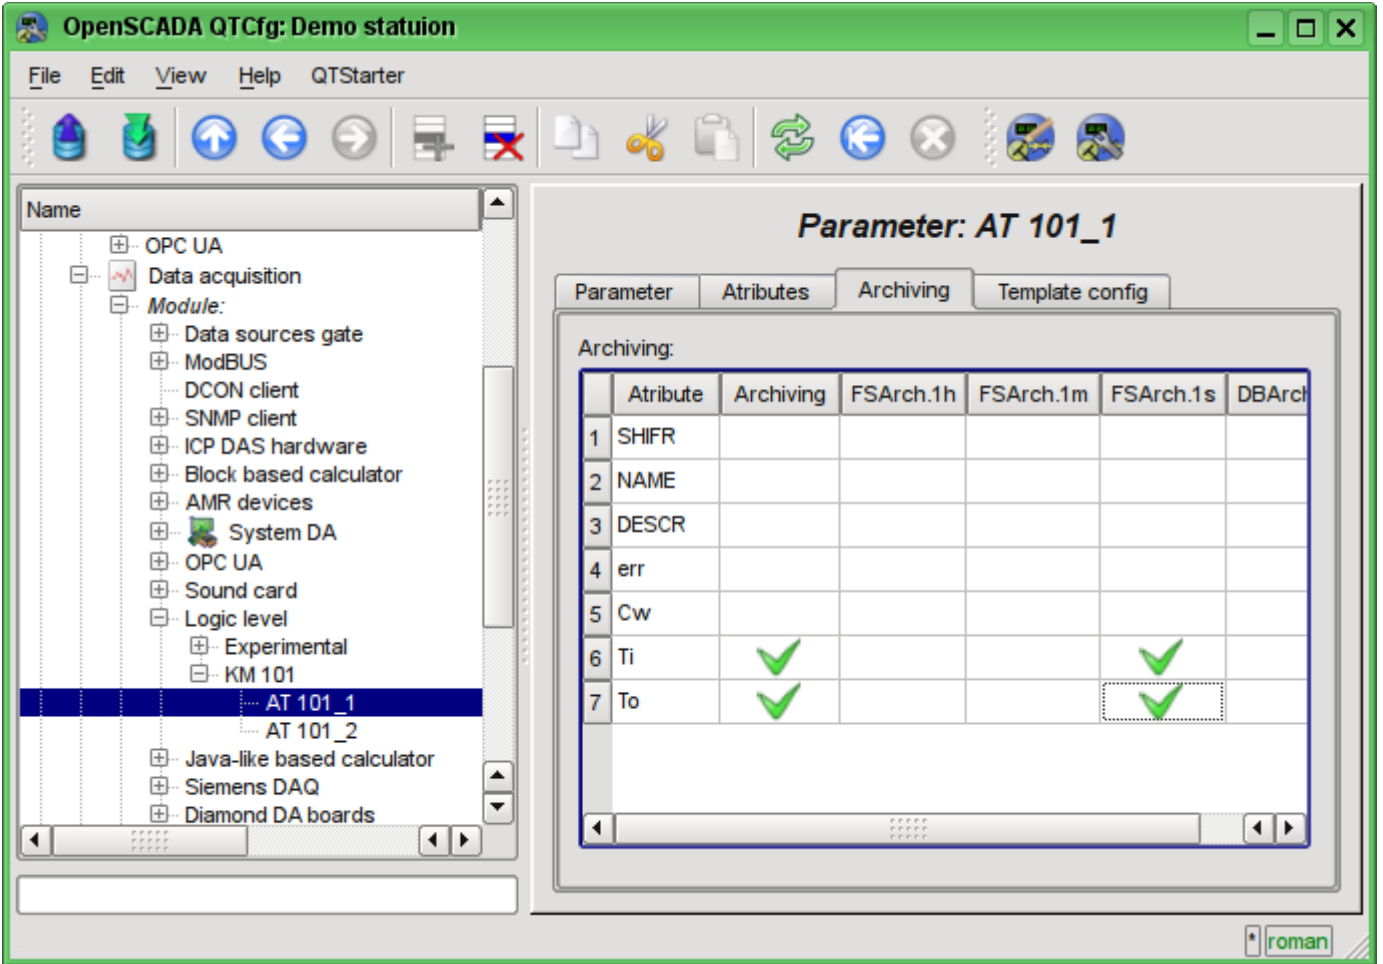 OpenSCADA QTCfg: Demo statuion
File Edit View Help QTStarter
Name
OPC UA
Data acquisition
Module:
Data sources gate
ModBUS
DCON client
SNMP client
ICP DAS hardware
Block based calculator
AMR devices
System DA
OPC UA
Sound card
Logic level
Experimental
KM 101
AT 101_1
AT 101_2
Java-like based calculator
Siemens DAQ
Diamond DA boards
Parameter: AT 101_1
Parameter Atributes Archiving Template config
Archiving:
Atribute Archiving FSArch.1h FSArch.1m FSArch.1s DBArch
1 SHIFR
2 NAME
3 DESCR
4 err
5 Cw
6 Ti
7 To
* roman